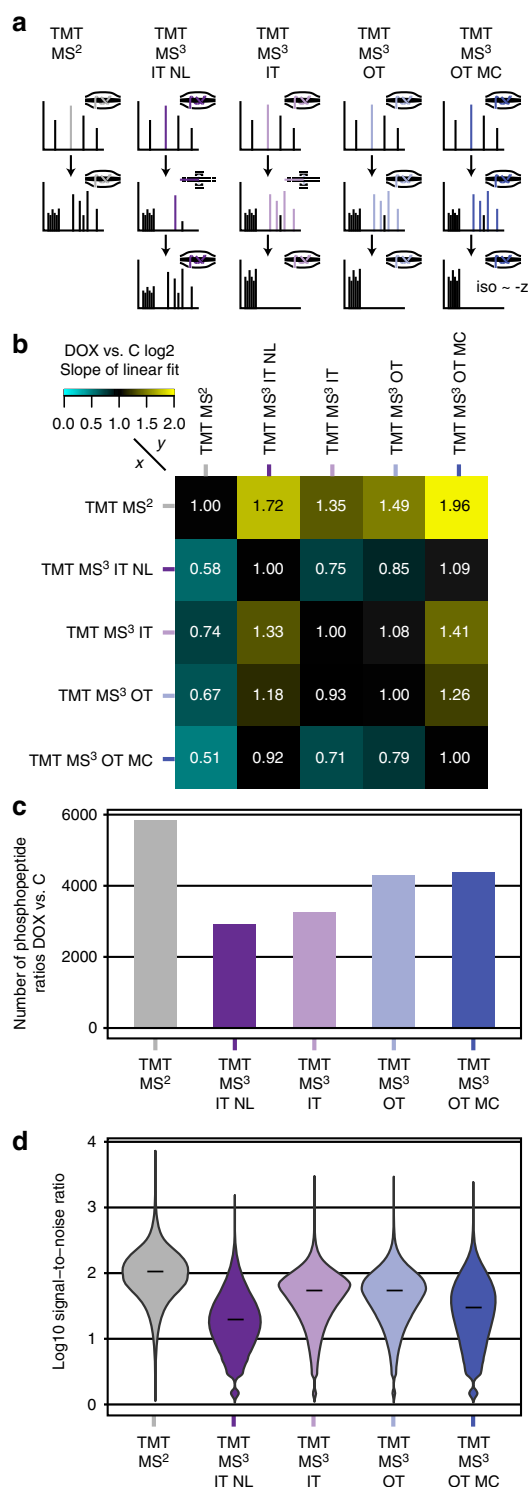 a
TMT MS² TMT MS³ IT NL TMT MS³ IT TMT MS³ OT TMT MS³ OT MC
iso ~ -z
b
DOX vs. C log2
Slope of linear fit
0.0 0.5 1.0 1.5 2.0
y
x
TMT MS² TMT MS³ IT NL TMT MS³ IT TMT MS³ OT TMT MS³ OT MC
TMT MS² 1.00 1.72 1.35 1.49 1.96
TMT MS³ IT NL 0.58 1.00 0.75 0.85 1.09
TMT MS³ IT 0.74 1.33 1.00 1.08 1.41
TMT MS³ OT 0.67 1.18 0.93 1.00 1.26
TMT MS³ OT MC 0.51 0.92 0.71 0.79 1.00
c
Number of phosphopeptide
ratios DOX vs. C
6000
4000
2000
0
TMT MS² TMT MS³ IT NL TMT MS³ IT TMT MS³ OT TMT MS³ OT MC
d
Log10 signal–to–noise ratio
4
3
2
1
0
TMT MS² TMT MS³ IT NL TMT MS³ IT TMT MS³ OT TMT MS³ OT MC